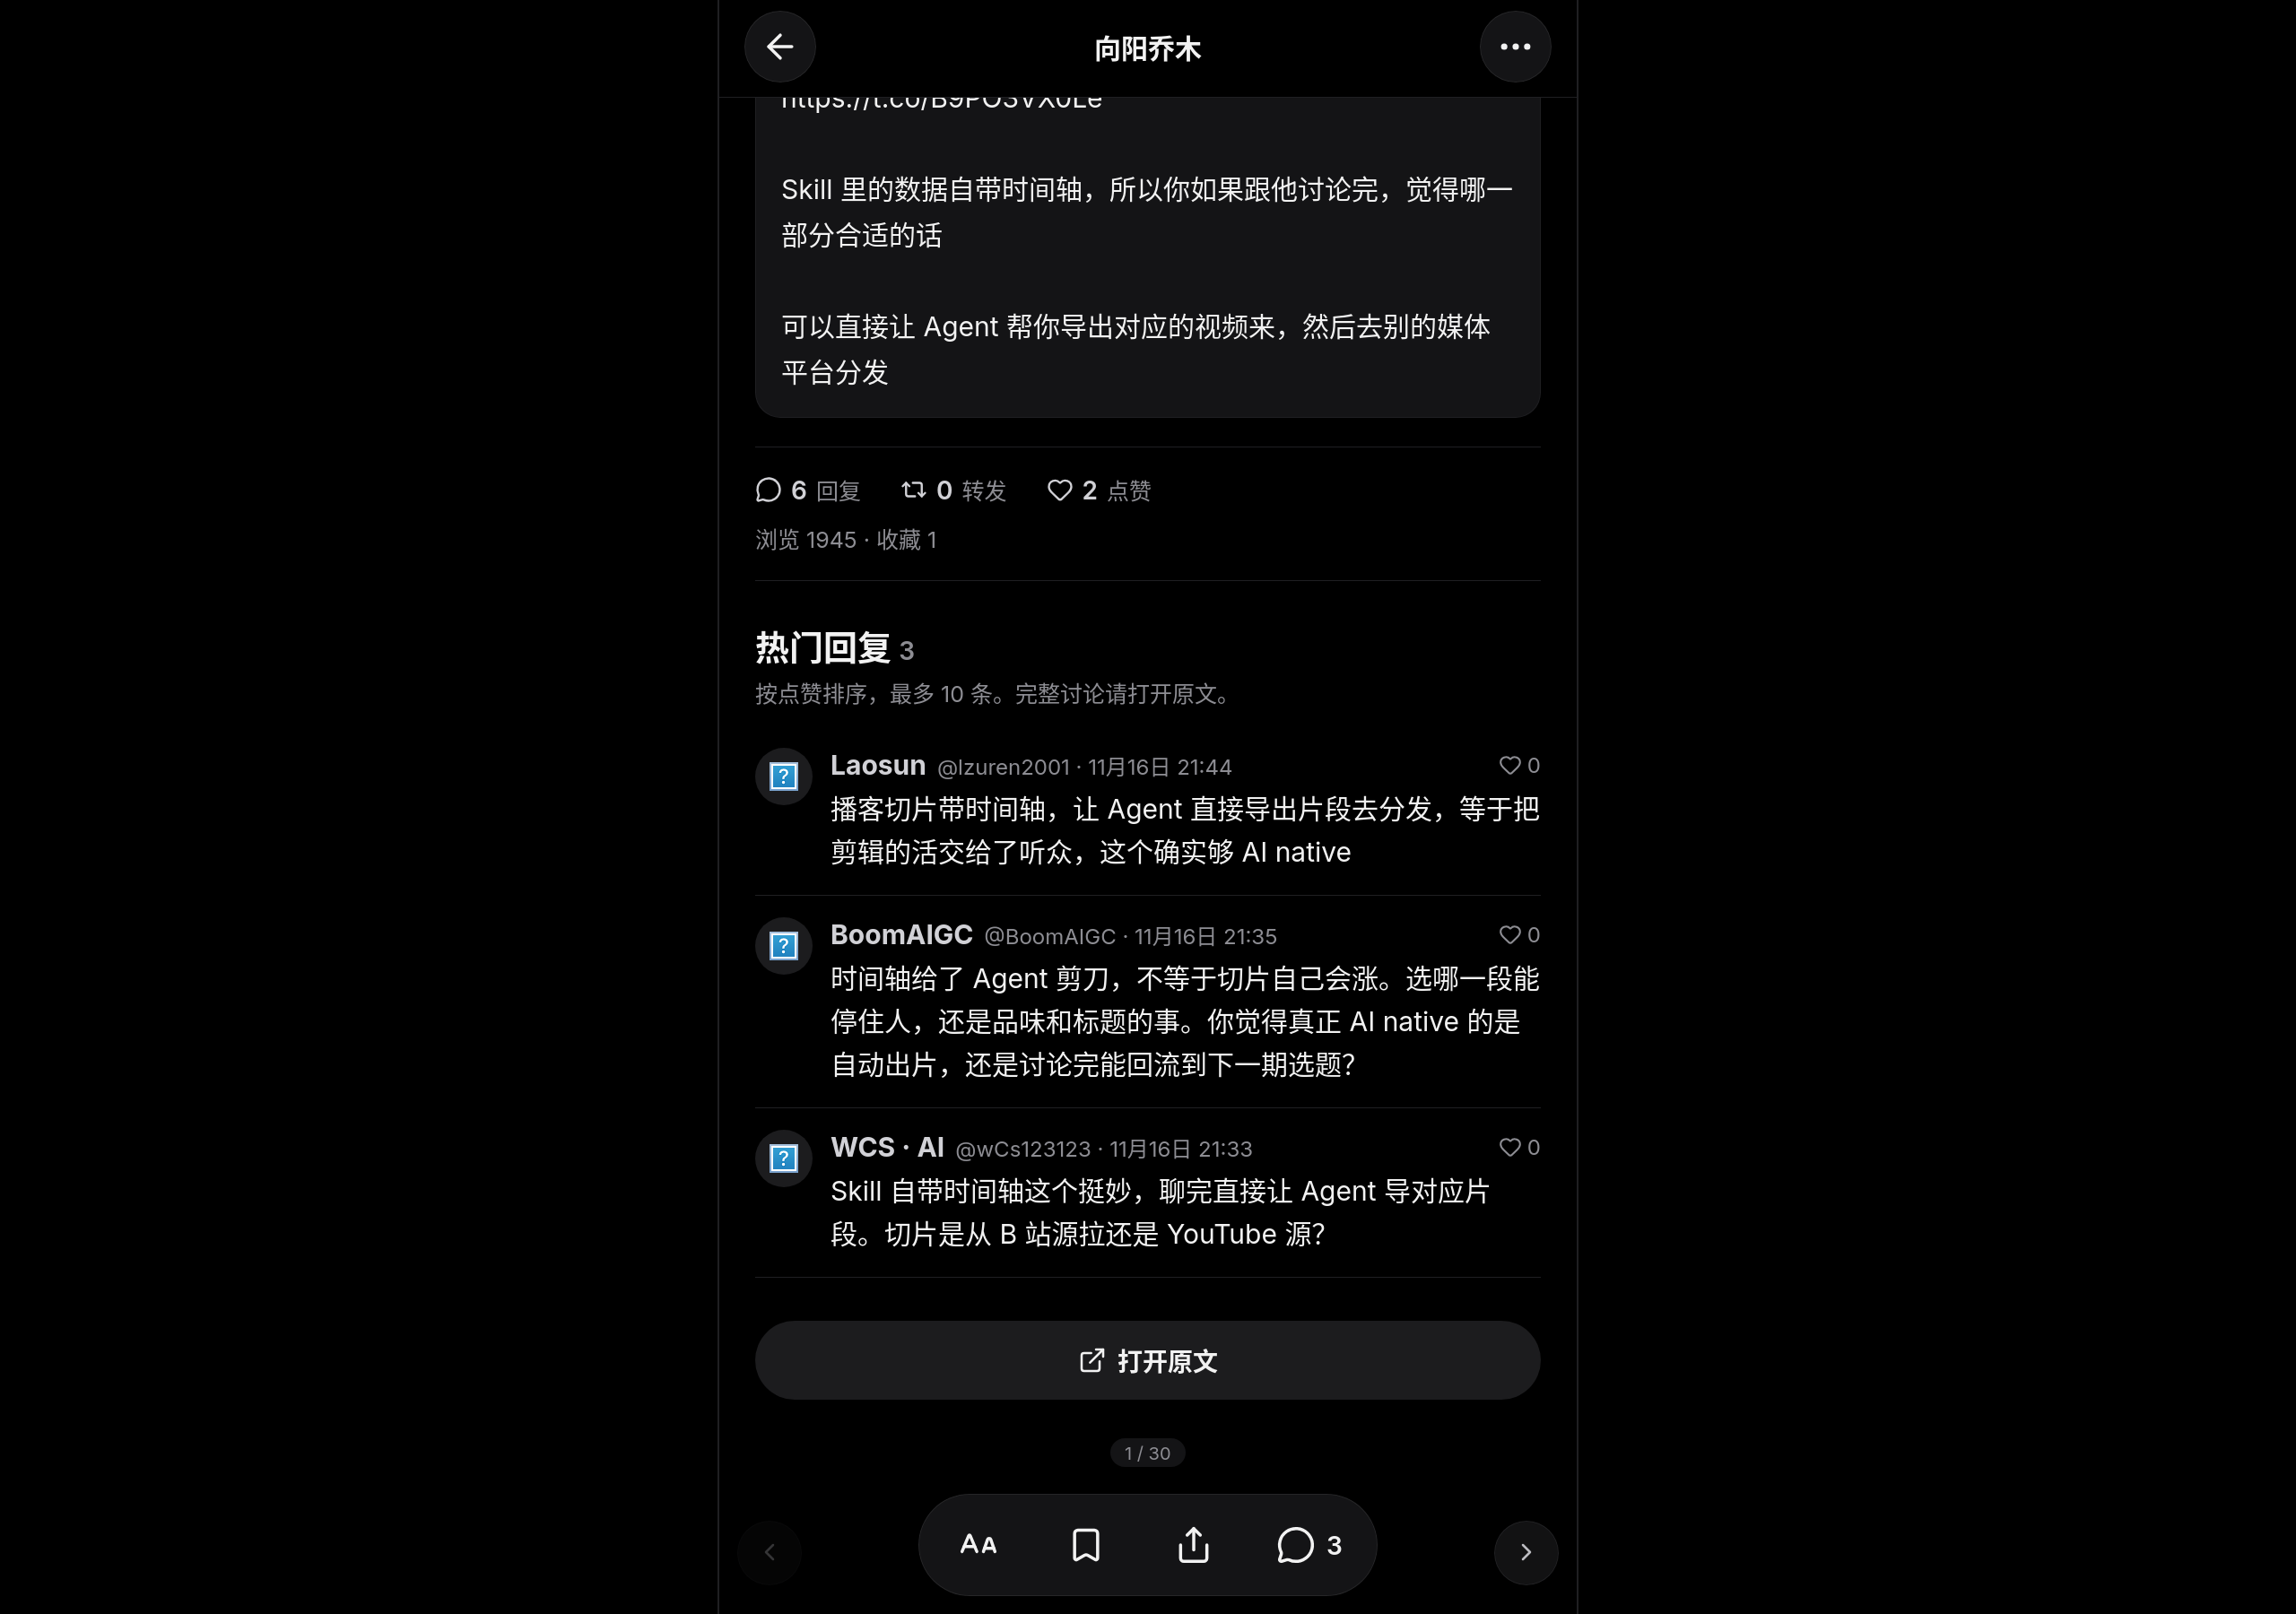 向阳乔木
https://t.co/B9PO3VX0Le
Skill 里的数据自带时间轴，所以你如果跟他讨论完，觉得哪一
部分合适的话
可以直接让 Agent 帮你导出对应的视频来，然后去别的媒体
平台分发
6 回复 0 转发 2 点赞
浏览 1945 · 收藏 1
热门回复 3
按点赞排序，最多 10 条。完整讨论请打开原文。
Laosun @lzuren2001 · 11月16日 21:44 0
播客切片带时间轴，让 Agent 直接导出片段去分发，等于把
剪辑的活交给了听众，这个确实够 AI native
BoomAIGC @BoomAIGC · 11月16日 21:35 0
时间轴给了 Agent 剪刀，不等于切片自己会涨。选哪一段能
停住人，还是品味和标题的事。你觉得真正 AI native 的是
自动出片，还是讨论完能回流到下一期选题？
WCS · AI @wCs123123 · 11月16日 21:33 0
Skill 自带时间轴这个挺妙，聊完直接让 Agent 导对应片
段。切片是从 B 站源拉还是 YouTube 源？
打开原文
1 / 30
AA
3